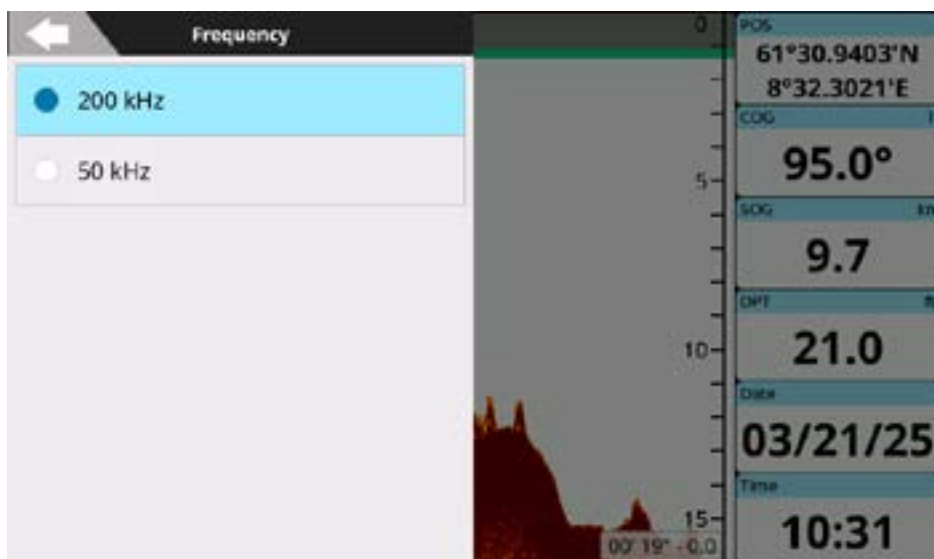 Frequency
200 kHz
50 kHz
0
5
10
15
00' 19" - 0,0
POS
61°30.9403'N
8°32.3021'E
COG
95.0°
SOG
9.7
DPT
21.0
Date
03/21/25
Time
10:31